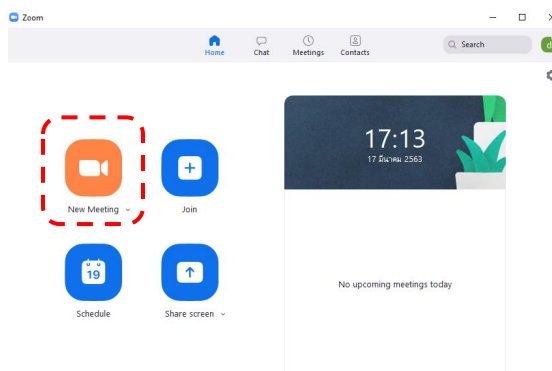 Zoom
Home Chat Meetings Contacts
Search
d
17:13
17 มีนาคม 2563
New Meeting
Join
19
Schedule
Share screen
No upcoming meetings today